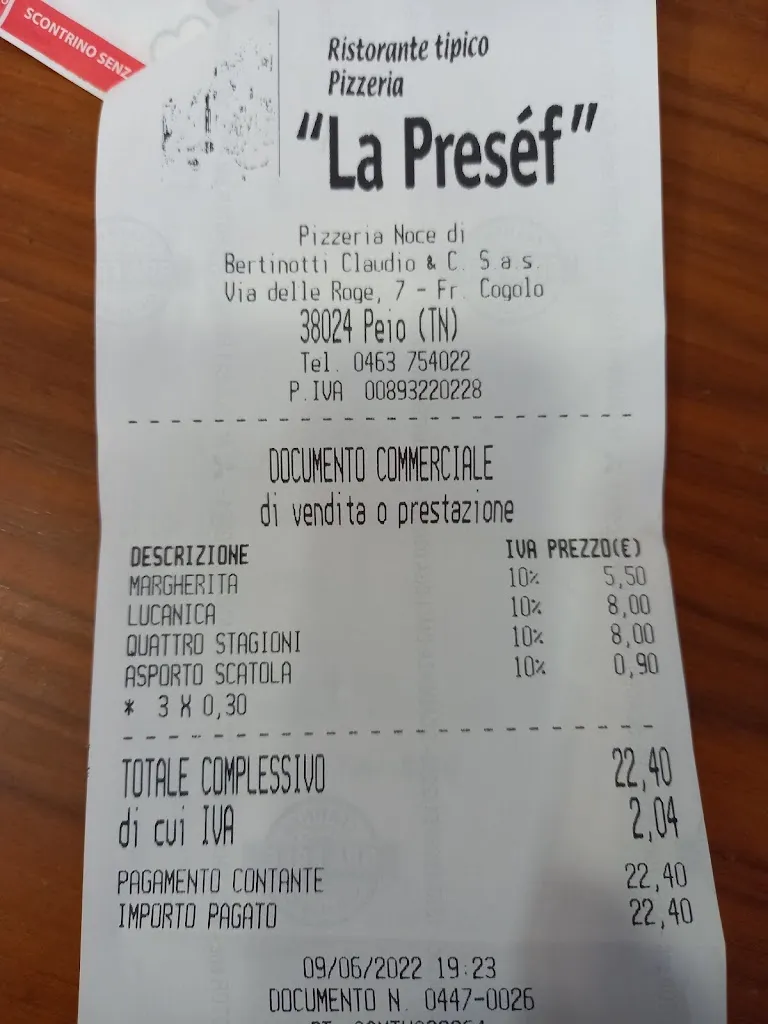 SCONTRINO SENZ
Ristorante tipico
Pizzeria
"La Preséf"
Pizzeria Noce di
Bertinotti Claudio & C. S.a.s.
Via delle Roge, 7 - Fr. Cogolo
38024 Peio (TN)
Tel. 0463 754022
P.IVA 00893220228
DOCUMENTO COMMERCIALE
di vendita o prestazione
DESCRIZIONE IVA PREZZO(€)
MARGHERITA 10% 5,50
LUCANICA 10% 8,00
QUATTRO STAGIONI 10% 8,00
ASPORTO SCATOLA 10% 0,90
* 3 X 0,30
TOTALE COMPLESSIVO 22,40
di cui IVA 2,04
PAGAMENTO CONTANTE 22,40
IMPORTO PAGATO 22,40
09/06/2022 19:23
DOCUMENTO N. 0447-0026